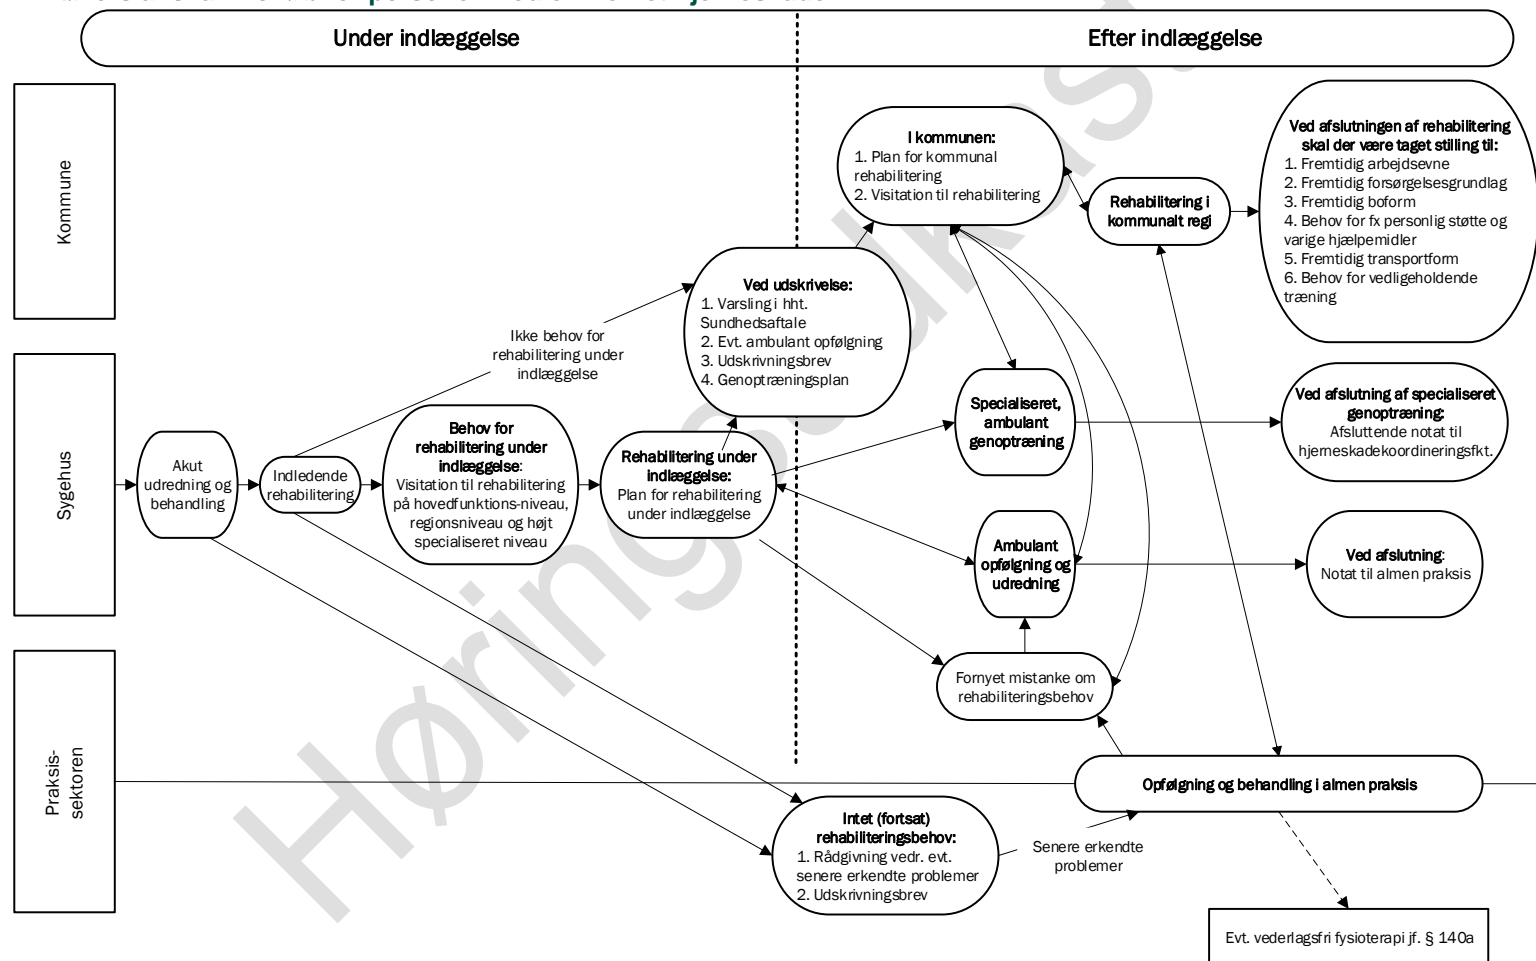 Under indlæggelse
Efter indlæggelse
Kommune
I kommunen:
1. Plan for kommunal
rehabilitering
2. Visitation til rehabilitering
Rehabilitering i
kommunalt regi
Ved afslutningen af rehabilitering
skal der være taget stilling til:
1. Fremtidig arbejdsevne
2. Fremtidig forsørgelsesgrundlag
3. Fremtidig boform
4. Behov for fx personlig støtte og
varige hjælpemidler
5. Fremtidig transportform
6. Behov for vedligeholdende
træning
Ved udskrivelse:
1. Varsling i hht.
Sundhedsaftale
2. Evt. ambulant opfølgning
3. Udskrivningsbrev
4. Genoptræningsplan
Ikke behov for
rehabilitering under
indlæggelse
Sygehus
Akut
udredning og
behandling
Indledende
rehabilitering
Behov for
rehabilitering under
indlæggelse:
Visitation til rehabilitering
på hovedfunktions-niveau,
regionsniveau og højt
specialiseret niveau
Rehabilitering under
indlæggelse:
Plan for rehabilitering
under indlæggelse
Specialiseret,
ambulant
genoptræning
Ved afslutning af specialiseret
genoptræning:
Afsluttende notat til
hjerneskadekoordineringsfkt.
Ambulant
opfølgning og
udredning
Ved afslutning:
Notat til almen praksis
Fornyet mistanke om
rehabiliteringsbehov
Praksis-
sektoren
Opfølgning og behandling i almen praksis
Intet (fortsat)
rehabiliteringsbehov:
1. Rådgivning vedr. evt.
senere erkendte problemer
2. Udskrivningsbrev
Senere erkendte
problemer
Evt. vederlagsfri fysioterapi jf. § 140a